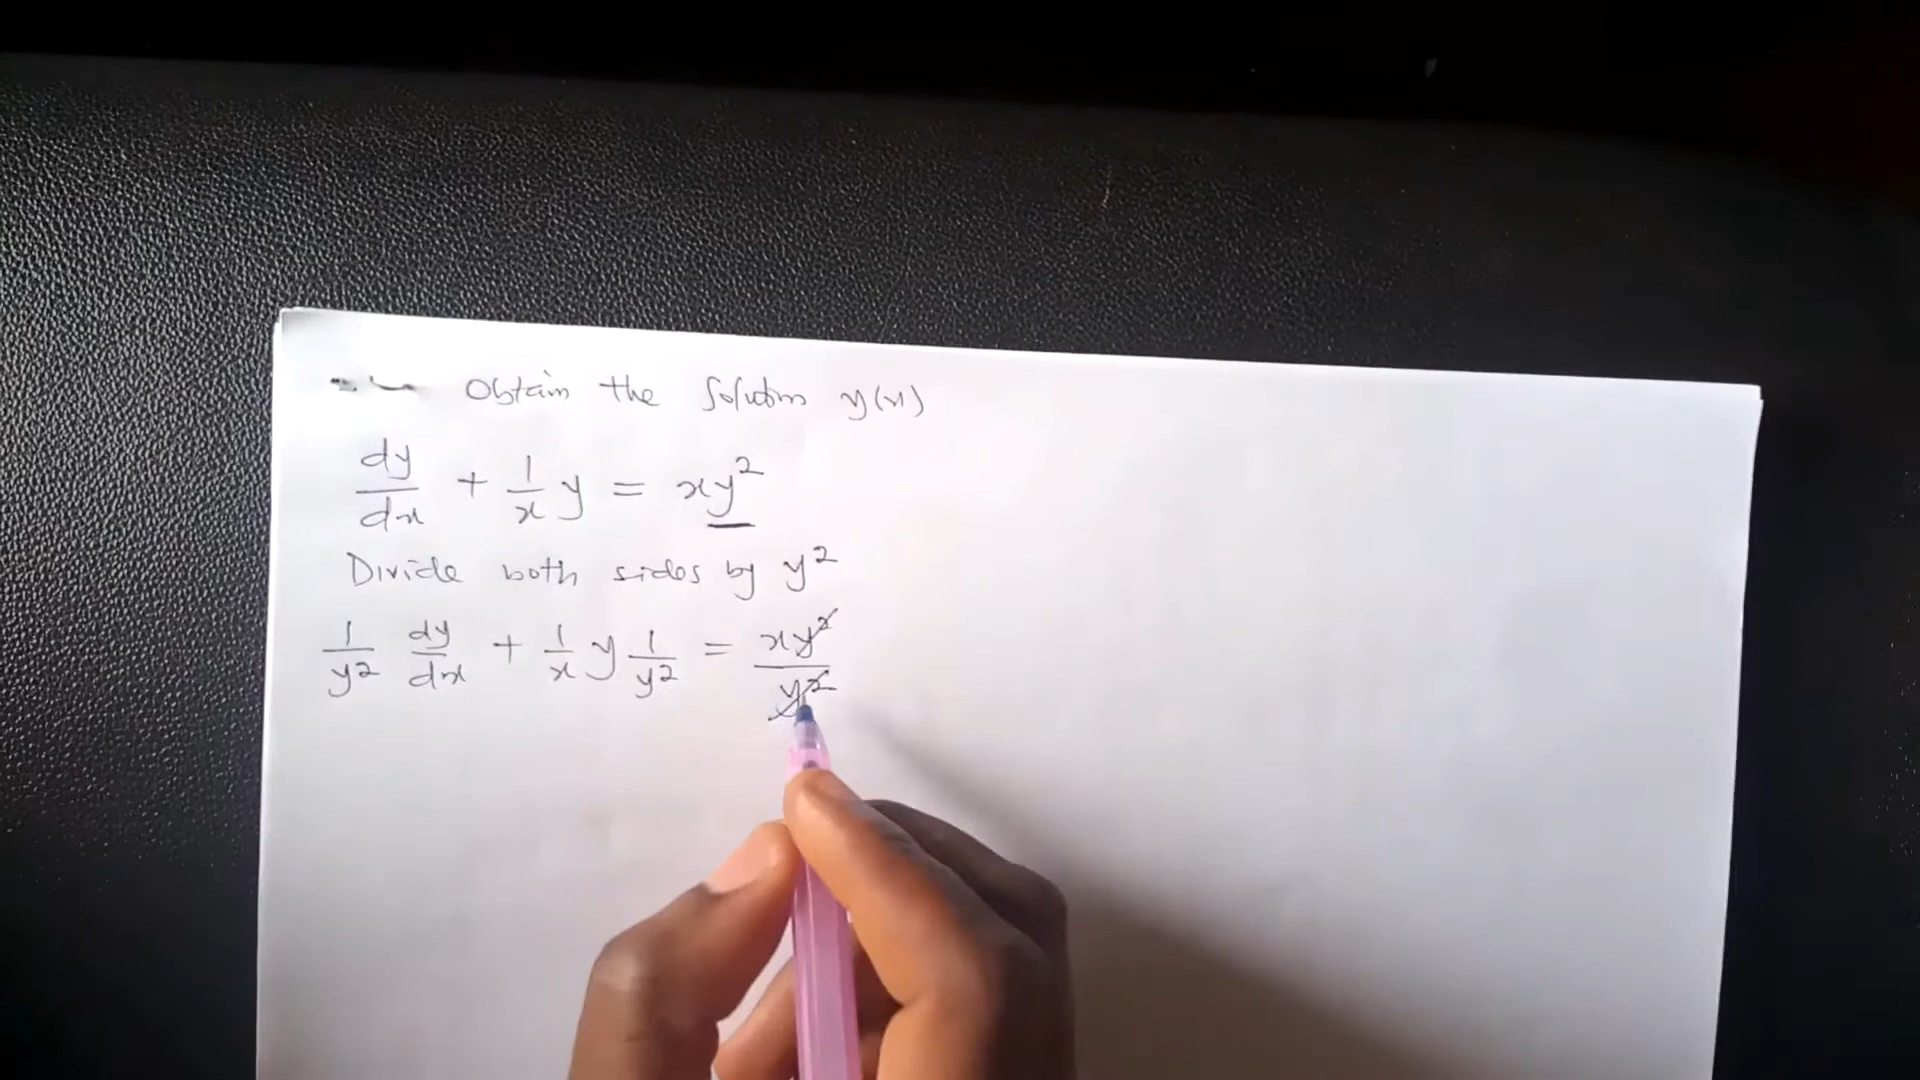 Obtain the Solution y(x)
dy/dx + 1/x y = xy²
Divide both sides by y²
1/y² dy/dx + 1/x y 1/y² = xy²/y²